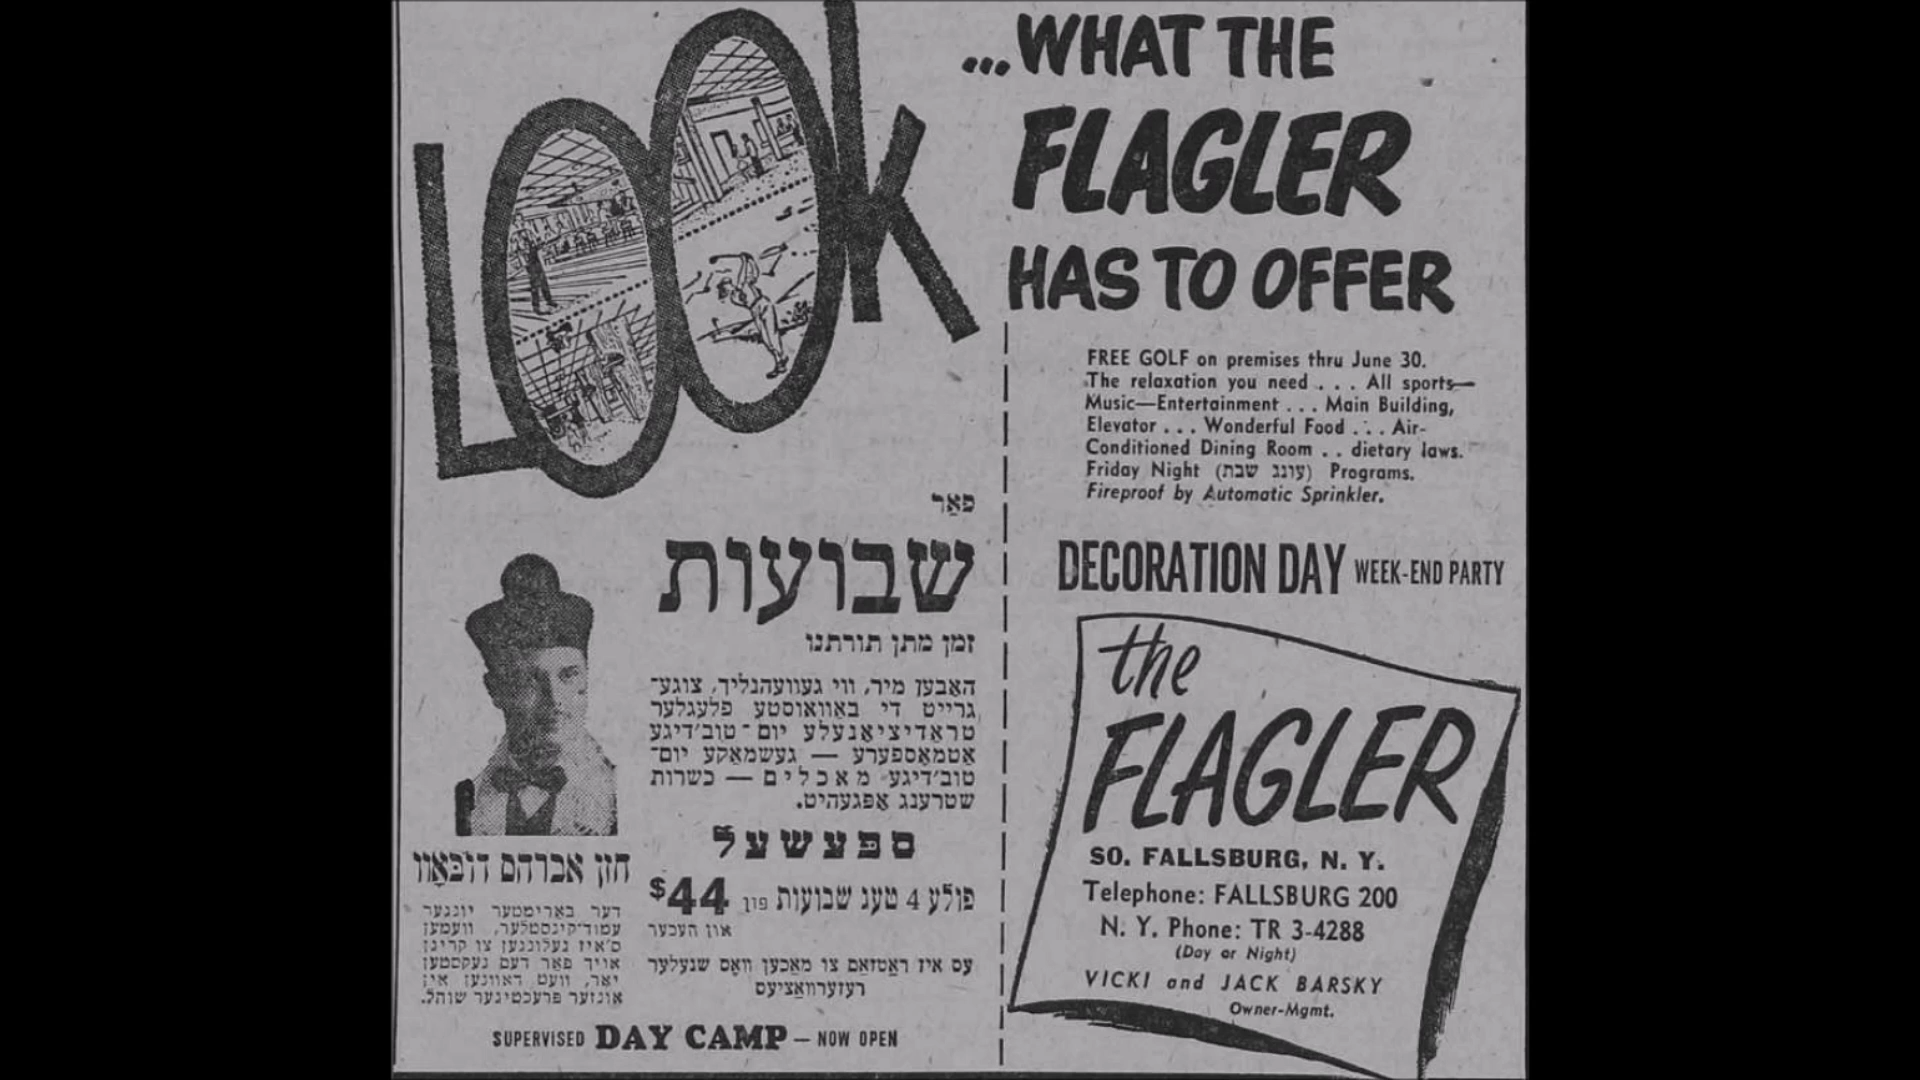 LOOK
...WHAT THE
FLAGLER
HAS TO OFFER
FREE GOLF on premises thru June 30.
The relaxation you need . . . All sports—
Music—Entertainment . . . Main Building,
Elevator . . . Wonderful Food . . . Air-
Conditioned Dining Room . . dietary laws.
Friday Night (עונג שבת) Programs.
Fireproof by Automatic Sprinkler.
DECORATION DAY WEEK-END PARTY
the
FLAGLER
SO. FALLSBURG, N. Y.
Telephone: FALLSBURG 200
N. Y. Phone: TR 3-4288
(Day or Night)
VICKI and JACK BARSKY
Owner-Mgmt.
פאַר
שבועות
זמן מתן תורתנו
האָבען מיר, ווי געוועהנליך, צוגע־
גרייט די באַוואוסטע פלעגלער
טראַדיציאָנעלע יום־טוב'דיגע
אַטמאָספערע — געשמאַקע יום־
טוב'דיגע מאכלים — כשרות
שטרענג אָפּגעהיט.
ספּעשעל
פולע 4 טעג שבועות פון $44
און העכער
עס איז ראַטזאַם צו מאַכען וואָס שנעלער
רעזערוואַציעס
חזן אברהם
דער באַרימטער יונגער
עמוד־קינסטלער, וועמען
ס'איז געלונגען צו קריגן
אויך פאַר דעם נעקסטען
יאָר, וועט דאַוונען אין
אונזער פּרעכטיגער שוהל.
SUPERVISED DAY CAMP — NOW OPEN